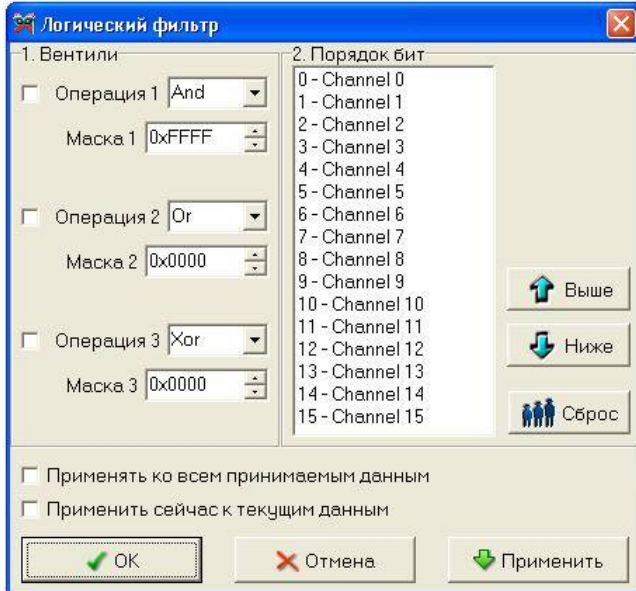 Логический фильтр
1. Вентили
Операция 1 And
Маска 1 0xFFFF
Операция 2 Or
Маска 2 0x0000
Операция 3 Xor
Маска 3 0x0000
2. Порядок бит
0 - Channel 0
1 - Channel 1
2 - Channel 2
3 - Channel 3
4 - Channel 4
5 - Channel 5
6 - Channel 6
7 - Channel 7
8 - Channel 8
9 - Channel 9
10 - Channel 10
11 - Channel 11
12 - Channel 12
13 - Channel 13
14 - Channel 14
15 - Channel 15
Выше
Ниже
Сброс
Применять ко всем принимаемым данным
Применить сейчас к текущим данным
OK
Отмена
Применить